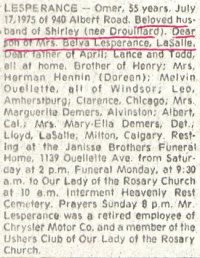 LESPERANCE — Omer, 55 years. July
17, 1975 of 940 Albert Road. Beloved hus-
band of Shirley (nee Drouillard). Dear
son of Mrs. Belva Lesperance, LaSalle.
Dear father of April; Lance and Todd,
all at home. Brother of Henry; Mrs.
Herman Hennin (Doreen); Melvin
Ouellette, all of Windsor; Leo,
Amherstburg; Clarence, Chicago; Mrs.
Marguerite Demers, Alvinston; Albert,
Cal.; Mrs. Mary-Ella Demers, Det.,
Lloyd, LaSalle, Milton, Calgary. Rest-
ing at the Janisse Brothers Funeral
Home, 1139 Ouellette Ave. from Satur-
day at 2 p.m. Funeral Monday, at 9:30
a.m. to Our Lady of the Rosary Church
at 10 a.m. Interment Heavenly Rest
Cemetery. Prayers Sunday 8 p.m. Mr.
Lesperance was a retired employee of
Chrysler Motor Co. and a member of the
Ushers Club of Our Lady of the Rosary
Church.